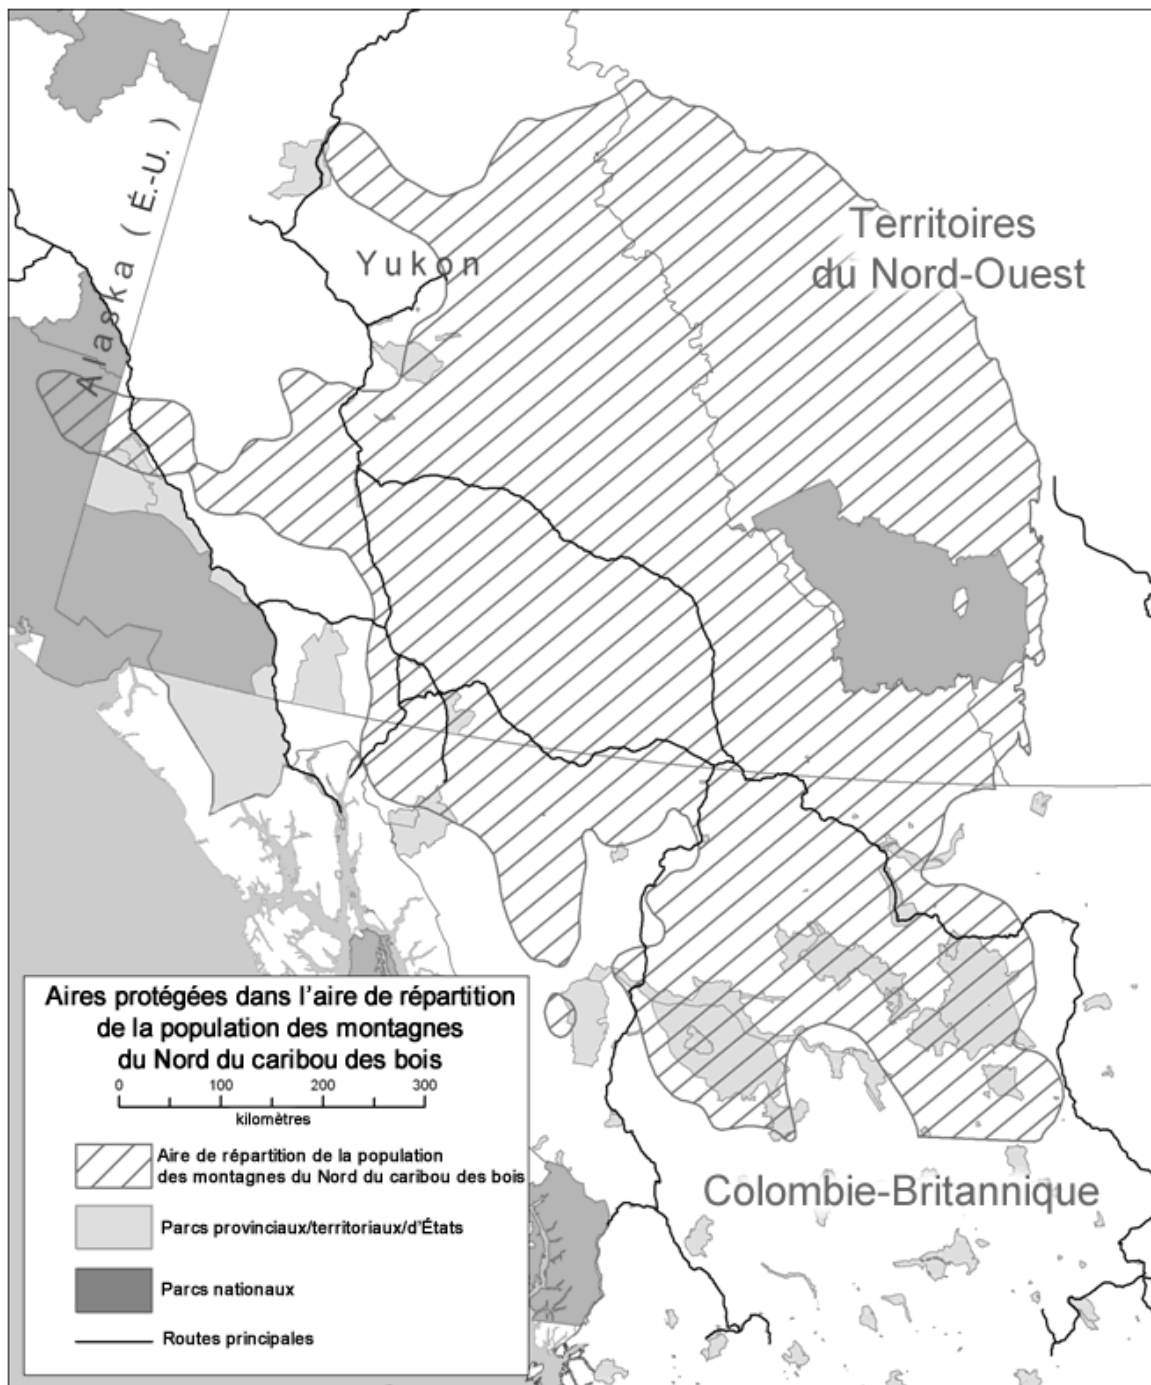 Alaska (É.-U.)
Yukon
Territoires
du Nord-Ouest
Aires protégées dans l'aire de répartition
de la population des montagnes
du Nord du caribou des bois
0 100 200 300
kilomètres
Aire de répartition de la population
des montagnes du Nord du caribou des bois
Parcs provinciaux/territoriaux/d'États
Parcs nationaux
Routes principales
Colombie-Britannique